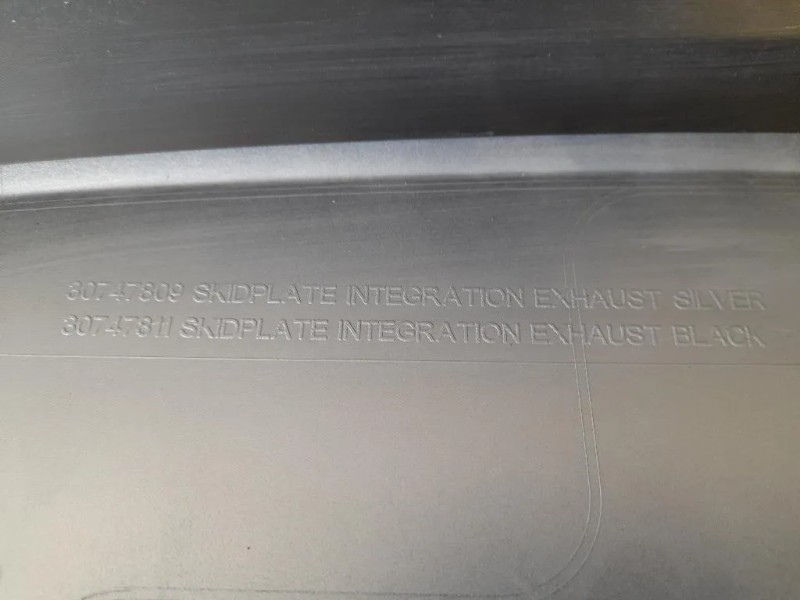 30747809 SKIDPLATE INTEGRATION EXHAUST SILVER
30747811 SKIDPLATE INTEGRATION EXHAUST BLACK